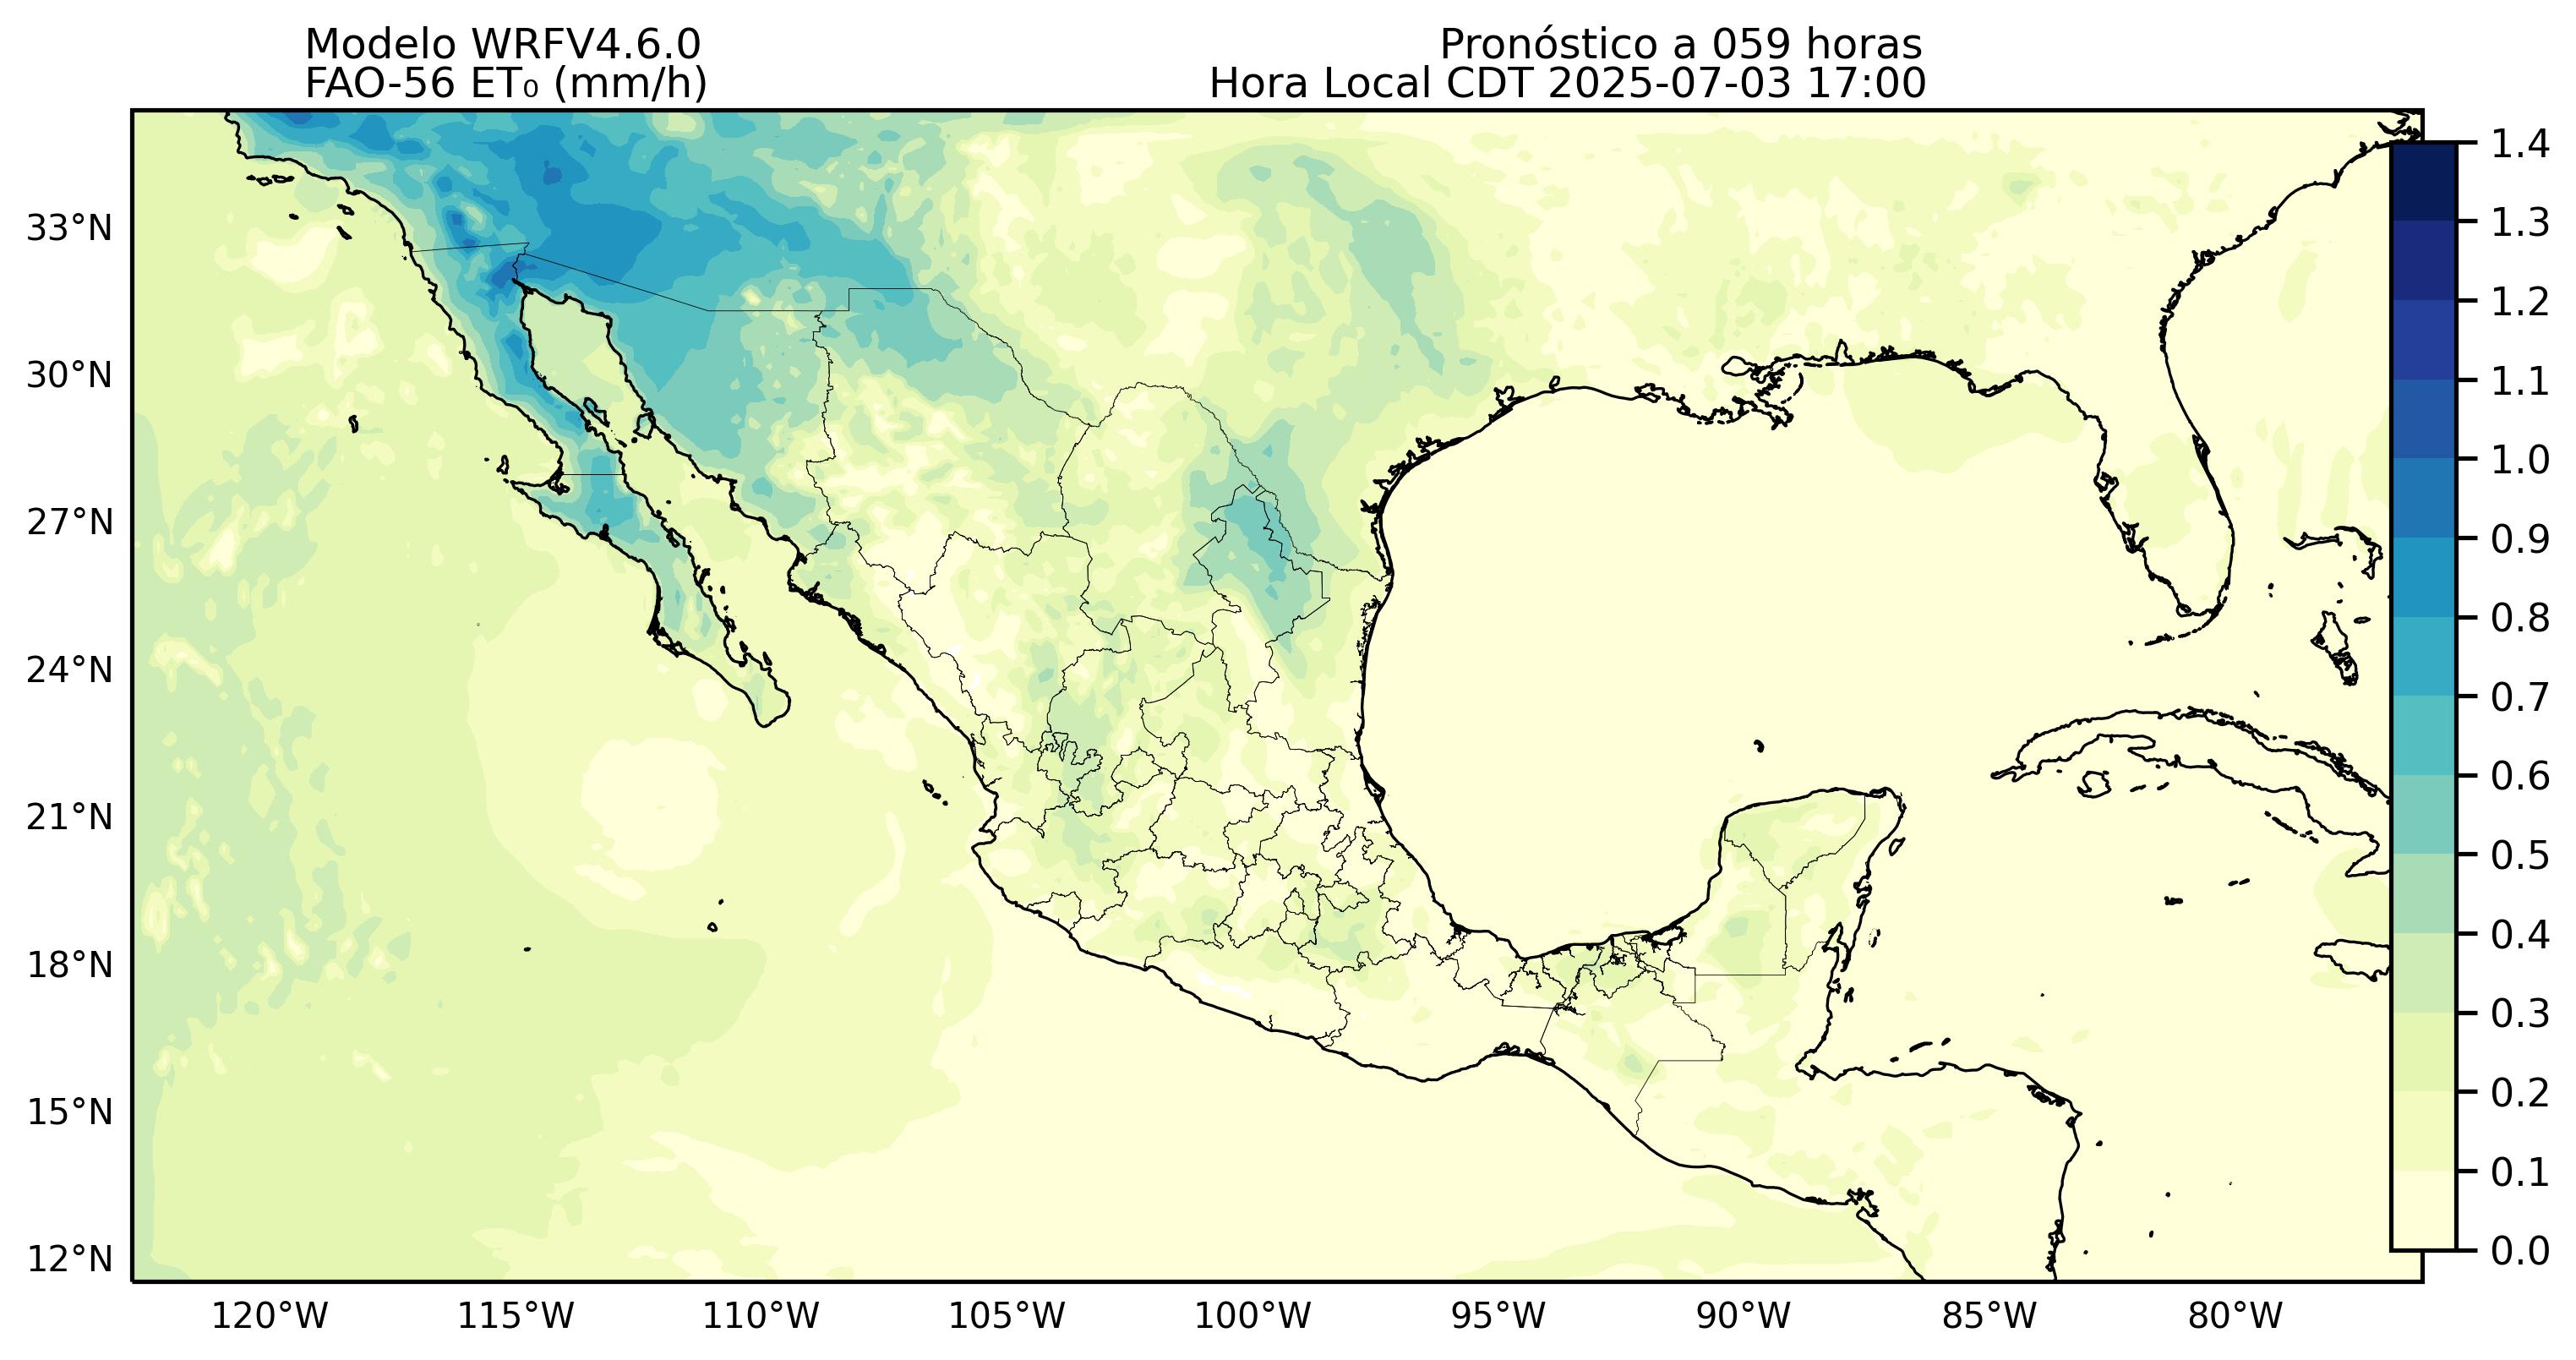 Modelo WRFV4.6.0
FAO-56 ET₀ (mm/h)
Pronóstico a 059 horas
Hora Local CDT 2025-07-03 17:00
33°N
30°N
27°N
24°N
21°N
18°N
15°N
12°N
120°W
115°W
110°W
105°W
100°W
95°W
90°W
85°W
80°W
1.4
1.3
1.2
1.1
1.0
0.9
0.8
0.7
0.6
0.5
0.4
0.3
0.2
0.1
0.0